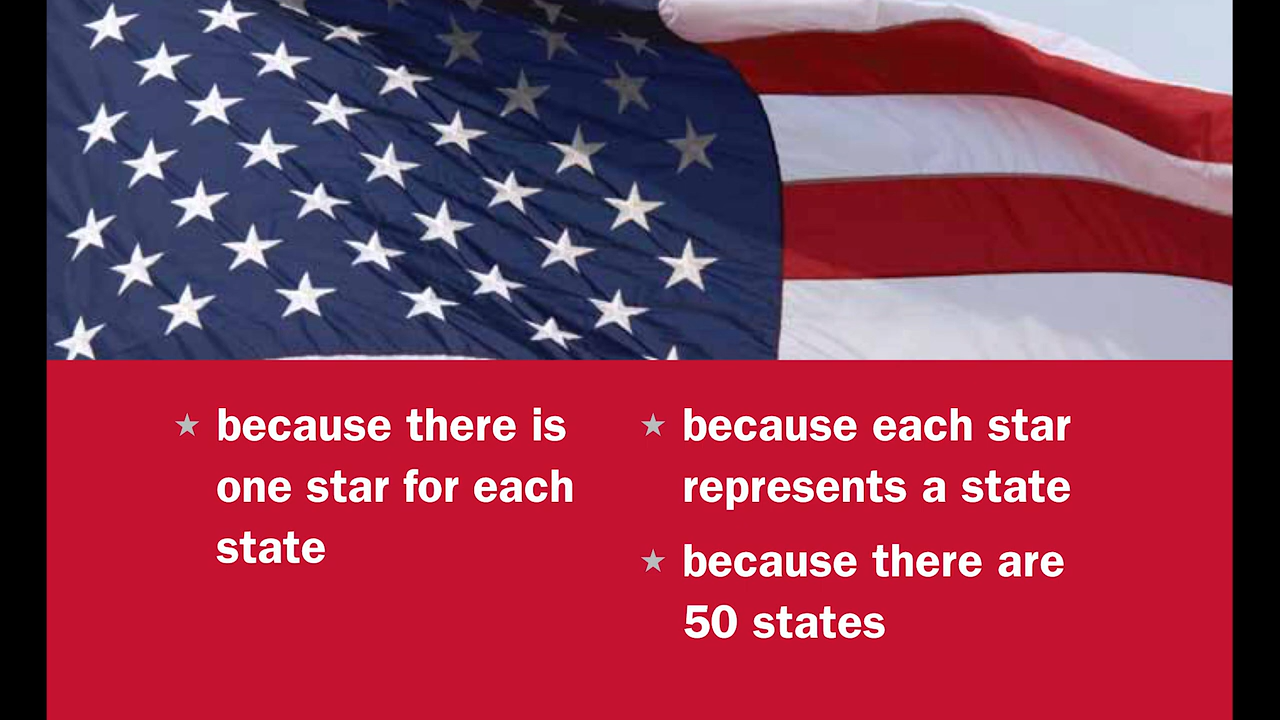 because there is
one star for each
state
because each star
represents a state
because there are
50 states